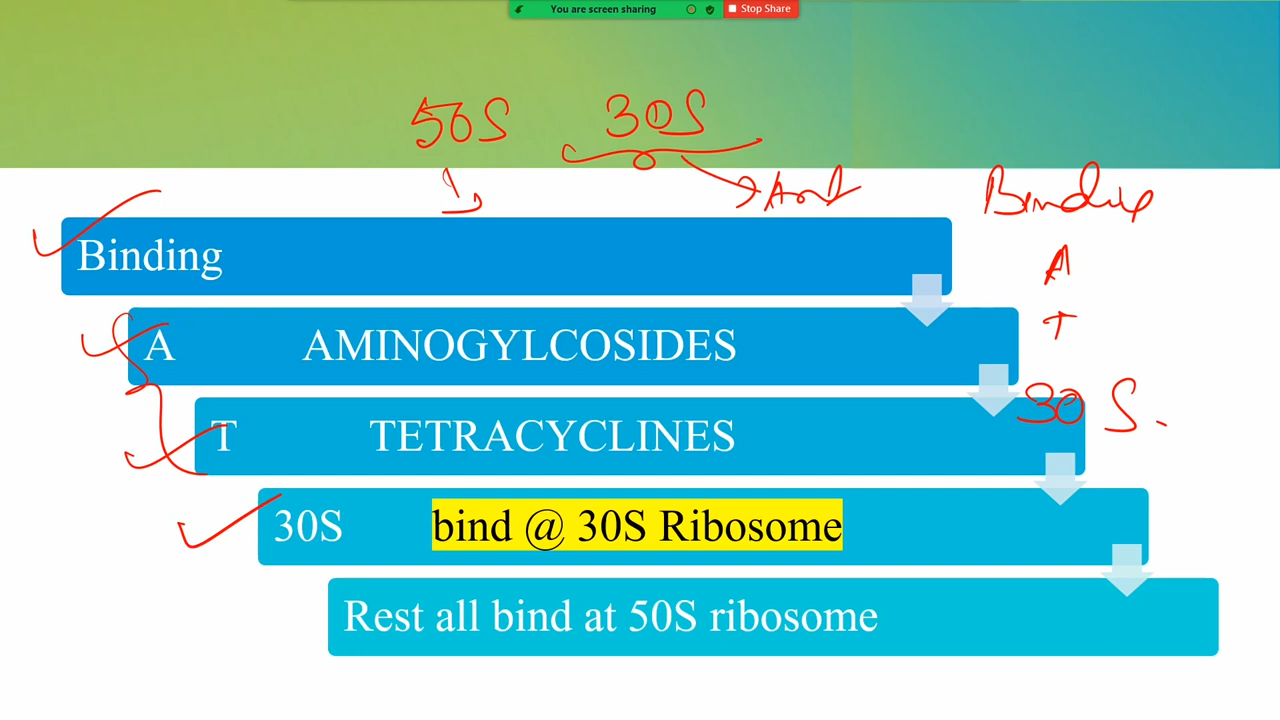 You are screen sharing Stop Share
50S 30S
Binding
A
T
30 S.
Binding
A AMINOGYLCOSIDES
T TETRACYCLINES
30S bind @ 30S Ribosome
Rest all bind at 50S ribosome